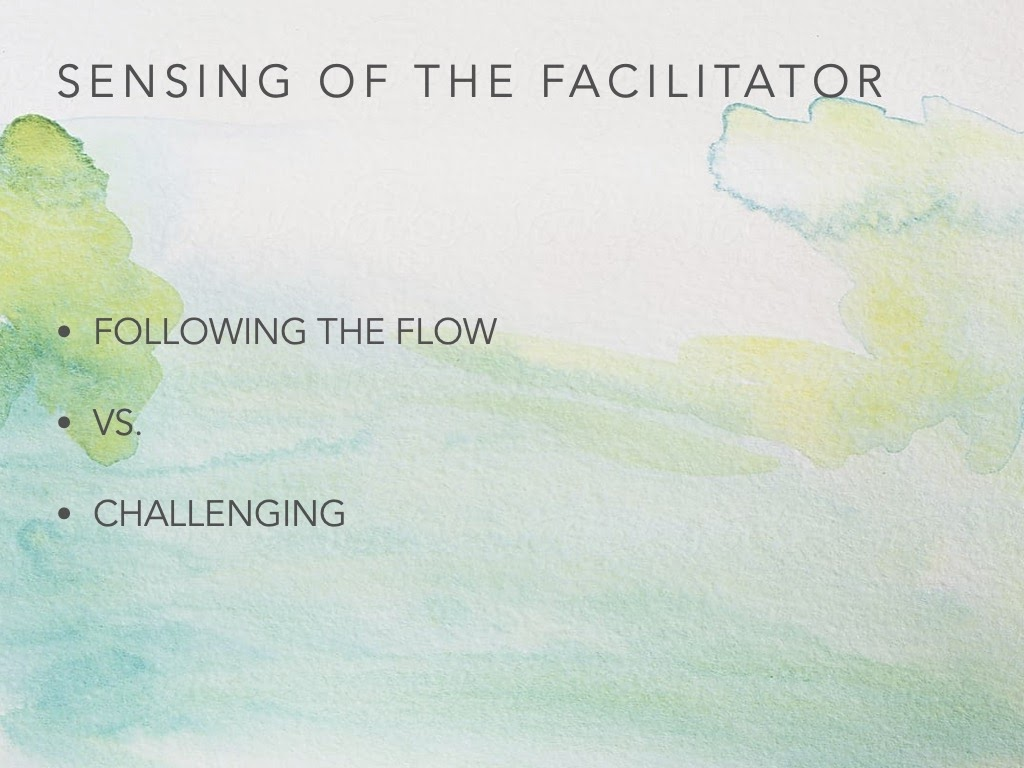 SENSING OF THE FACILITATOR
• FOLLOWING THE FLOW
• VS.
• CHALLENGING